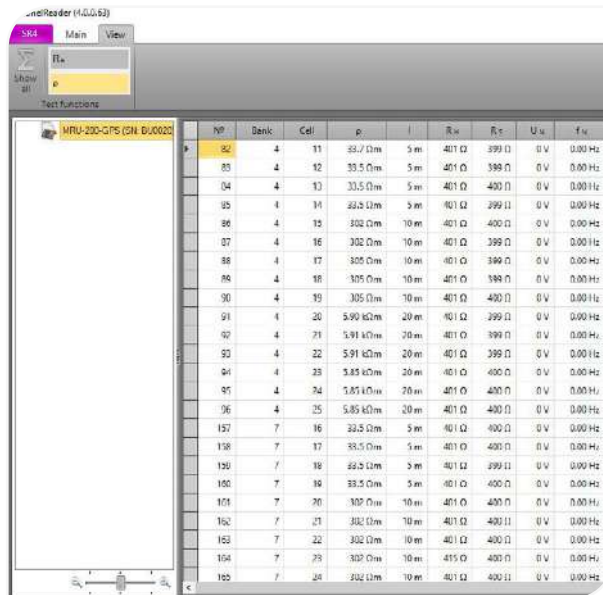 nelReader (4.0.0.63)
SR4 Main View
Show all
Rᴇ
ρ
Test functions
MRU-200-GPS (SN: BU0020
Nº Bank Cell ρ l R H R S U N f N
82 4 11 33.7 Ωm 5 m 401 Ω 399 Ω 0 V 0.00 Hz
83 4 12 33.5 Ωm 5 m 401 Ω 399 Ω 0 V 0.00 Hz
84 4 13 33.5 Ωm 5 m 401 Ω 400 Ω 0 V 0.00 Hz
85 4 14 33.5 Ωm 5 m 401 Ω 399 Ω 0 V 0.00 Hz
86 4 15 302 Ωm 10 m 401 Ω 400 Ω 0 V 0.00 Hz
87 4 16 302 Ωm 10 m 401 Ω 399 Ω 0 V 0.00 Hz
88 4 17 305 Ωm 10 m 401 Ω 399 Ω 0 V 0.00 Hz
89 4 18 305 Ωm 10 m 401 Ω 399 Ω 0 V 0.00 Hz
90 4 19 305 Ωm 10 m 401 Ω 400 Ω 0 V 0.00 Hz
91 4 20 5.90 kΩm 20 m 401 Ω 399 Ω 0 V 0.00 Hz
92 4 21 5.91 kΩm 20 m 401 Ω 399 Ω 0 V 0.00 Hz
93 4 22 5.91 kΩm 20 m 401 Ω 399 Ω 0 V 0.00 Hz
94 4 23 5.85 kΩm 20 m 401 Ω 400 Ω 0 V 0.00 Hz
95 4 24 5.85 kΩm 20 m 401 Ω 400 Ω 0 V 0.00 Hz
96 4 25 5.85 kΩm 20 m 401 Ω 400 Ω 0 V 0.00 Hz
157 7 16 33.5 Ωm 5 m 401 Ω 400 Ω 0 V 0.00 Hz
158 7 17 33.5 Ωm 5 m 401 Ω 400 Ω 0 V 0.00 Hz
159 7 18 33.5 Ωm 5 m 401 Ω 399 Ω 0 V 0.00 Hz
160 7 19 33.5 Ωm 5 m 401 Ω 400 Ω 0 V 0.00 Hz
161 7 20 302 Ωm 10 m 401 Ω 400 Ω 0 V 0.00 Hz
162 7 21 302 Ωm 10 m 401 Ω 400 Ω 0 V 0.00 Hz
163 7 22 302 Ωm 10 m 401 Ω 400 Ω 0 V 0.00 Hz
164 7 23 302 Ωm 10 m 415 Ω 400 Ω 0 V 0.00 Hz
165 7 24 302 Ωm 10 m 401 Ω 400 Ω 0 V 0.00 Hz